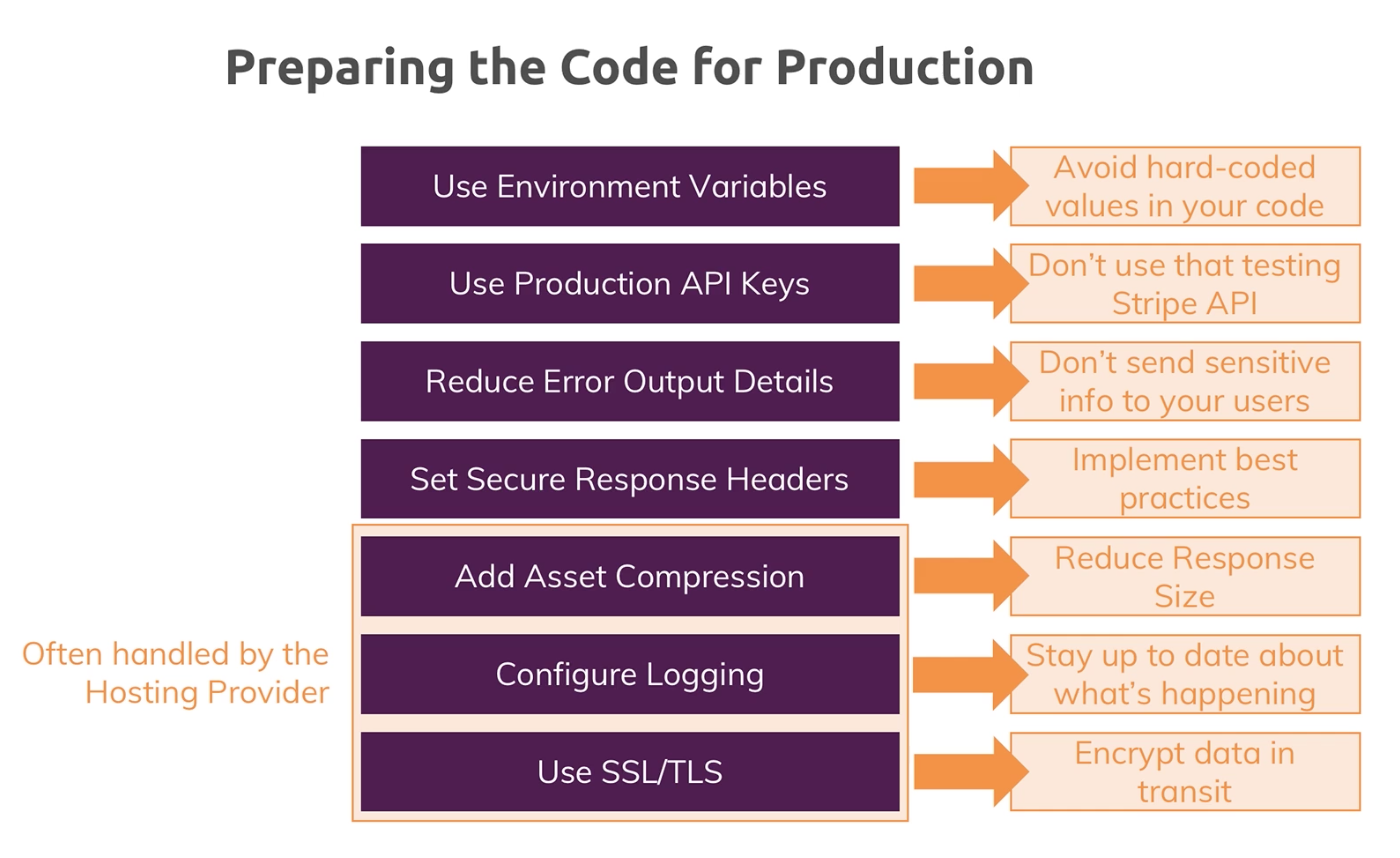 Preparing the Code for Production
Use Environment Variables
Avoid hard-coded
values in your code
Use Production API Keys
Don't use that testing
Stripe API
Reduce Error Output Details
Don't send sensitive
info to your users
Set Secure Response Headers
Implement best
practices
Add Asset Compression
Reduce Response
Size
Often handled by the
Hosting Provider
Configure Logging
Stay up to date about
what's happening
Use SSL/TLS
Encrypt data in
transit